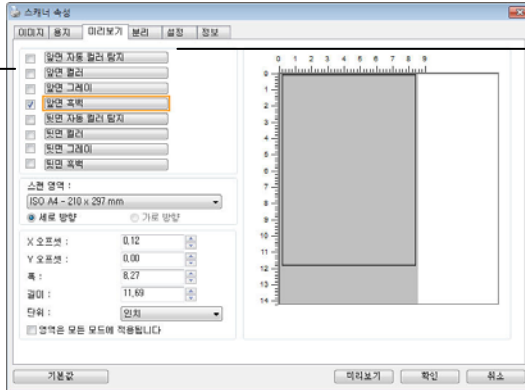 스캐너 속성
이미지 용지 미리보기 분리 설정 정보
앞면 자동 컬러 탐지
앞면 컬러
앞면 그레이
앞면 흑백
뒷면 자동 컬러 탐지
뒷면 컬러
뒷면 그레이
뒷면 흑백
스캔 영역 :
ISO A4 - 210 x 297 mm
세로 방향 가로 방향
X 오프셋 : 0,12
Y 오프셋 : 0,00
폭 : 8,27
길이 : 11,69
단위 : 인치
영역은 모든 모드에 적용됩니다
0 1 2 3 4 5 6 7 8 9
0
1
2
3
4
5
6
7
8
9
10
11
12
13
14
기본값 미리보기 확인 취소